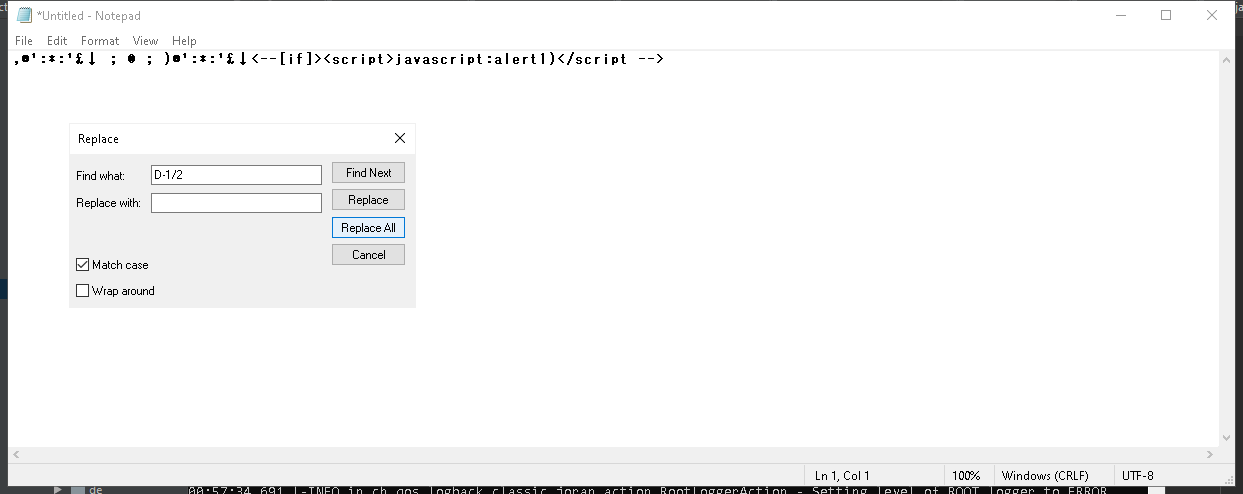 *Untitled - Notepad
File Edit Format View Help
<--[if]><script>javascript:alert1)</script -->
Replace
Find what: D-1/2 Find Next
Replace with: Replace
Replace All
Cancel
Match case
Wrap around
Ln 1, Col 1 100% Windows (CRLF) UTF-8
de 00:57:34,691 |-INFO in ch.qos.logback.classic.joran.action.RootLoggerAction - Setting level of ROOT logger to ERROR